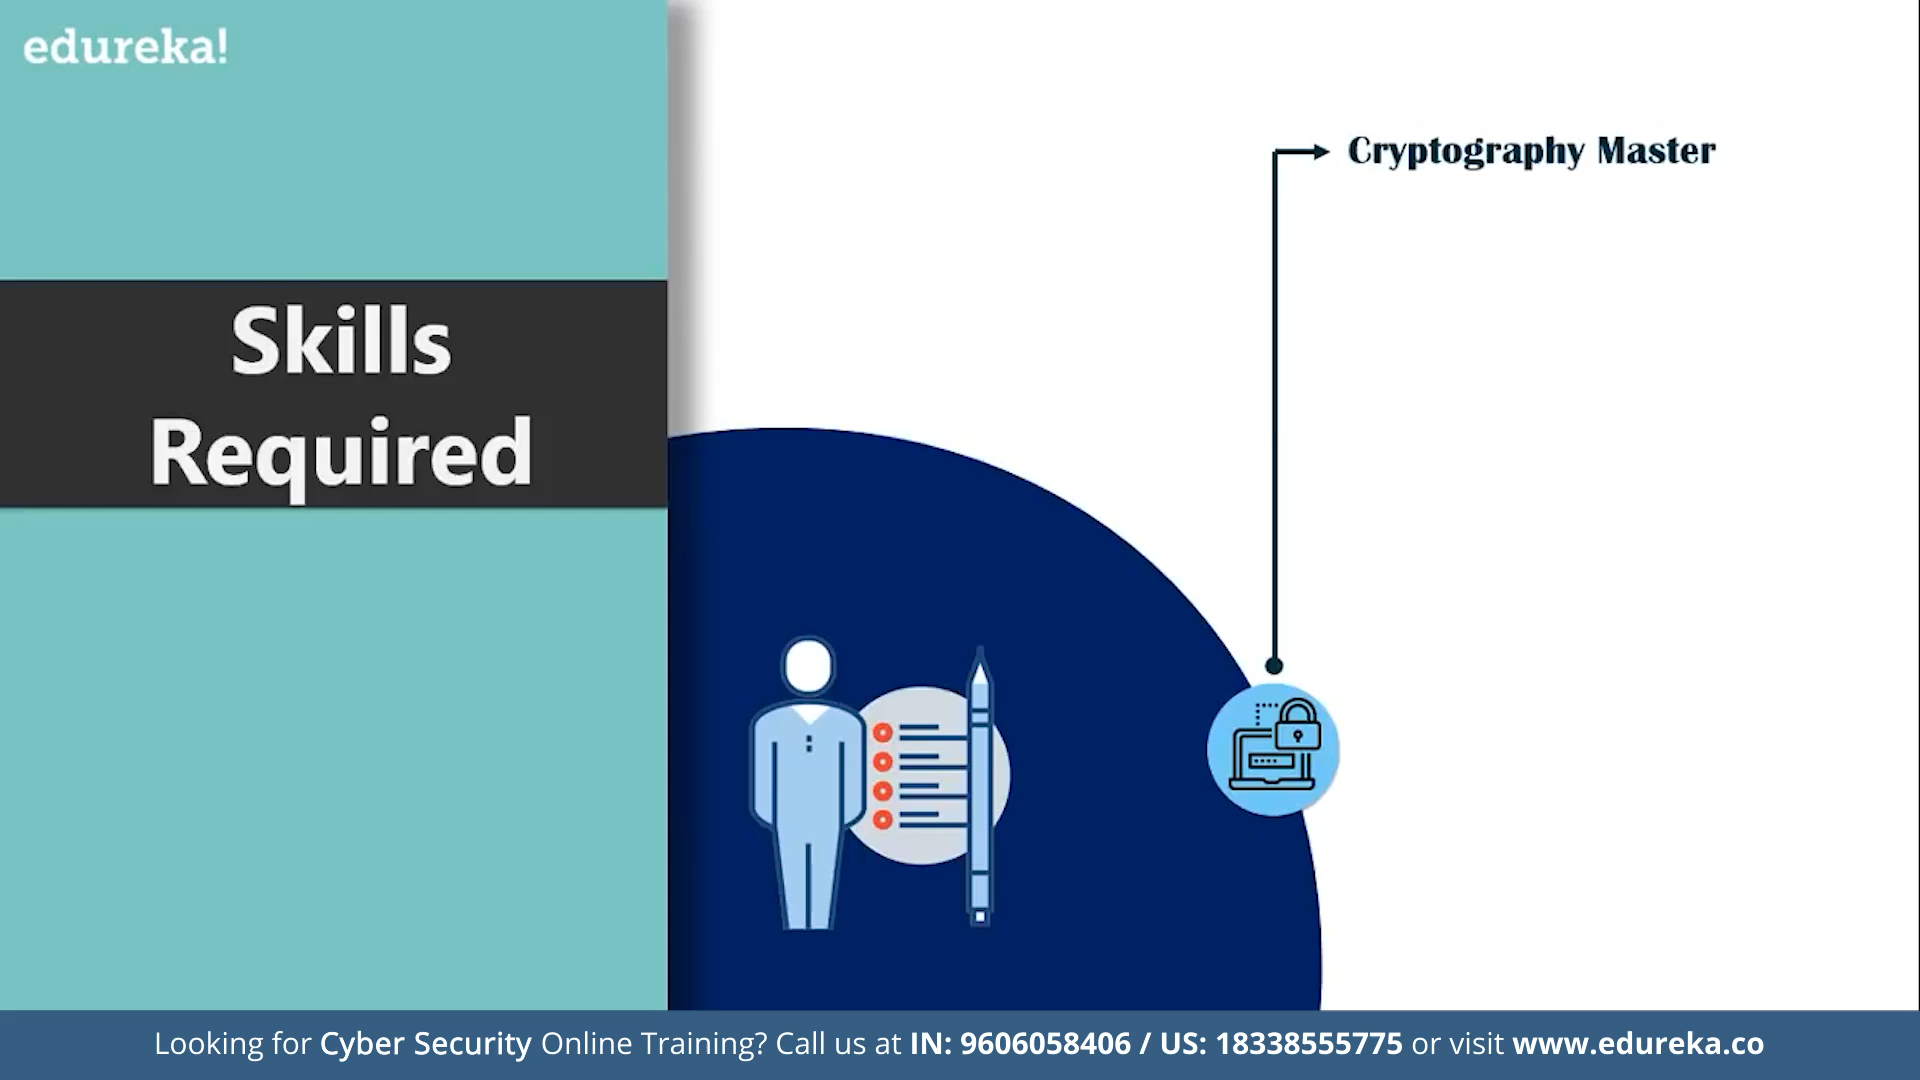 edureka!
Skills
Required
Cryptography Master
Looking for Cyber Security Online Training? Call us at IN: 9606058406 / US: 18338555775 or visit www.edureka.co